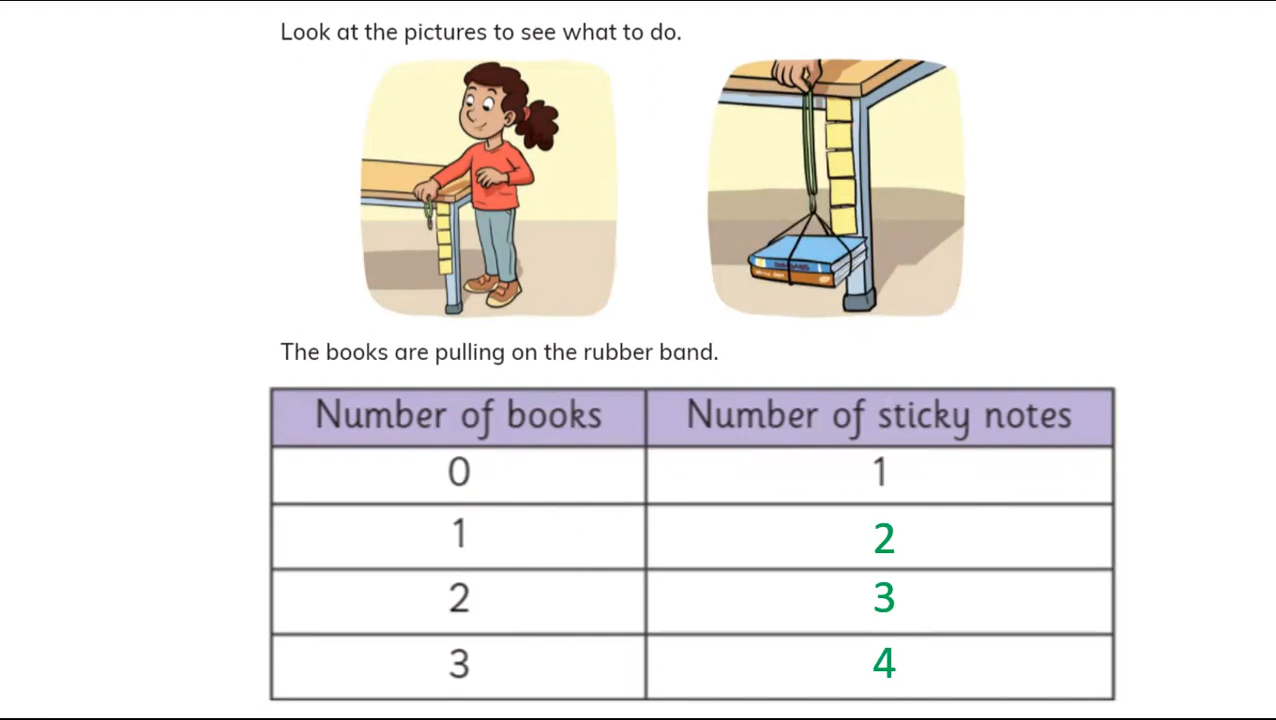 Look at the pictures to see what to do.
The books are pulling on the rubber band.
Number of books Number of sticky notes
0 1
1 2
2 3
3 4